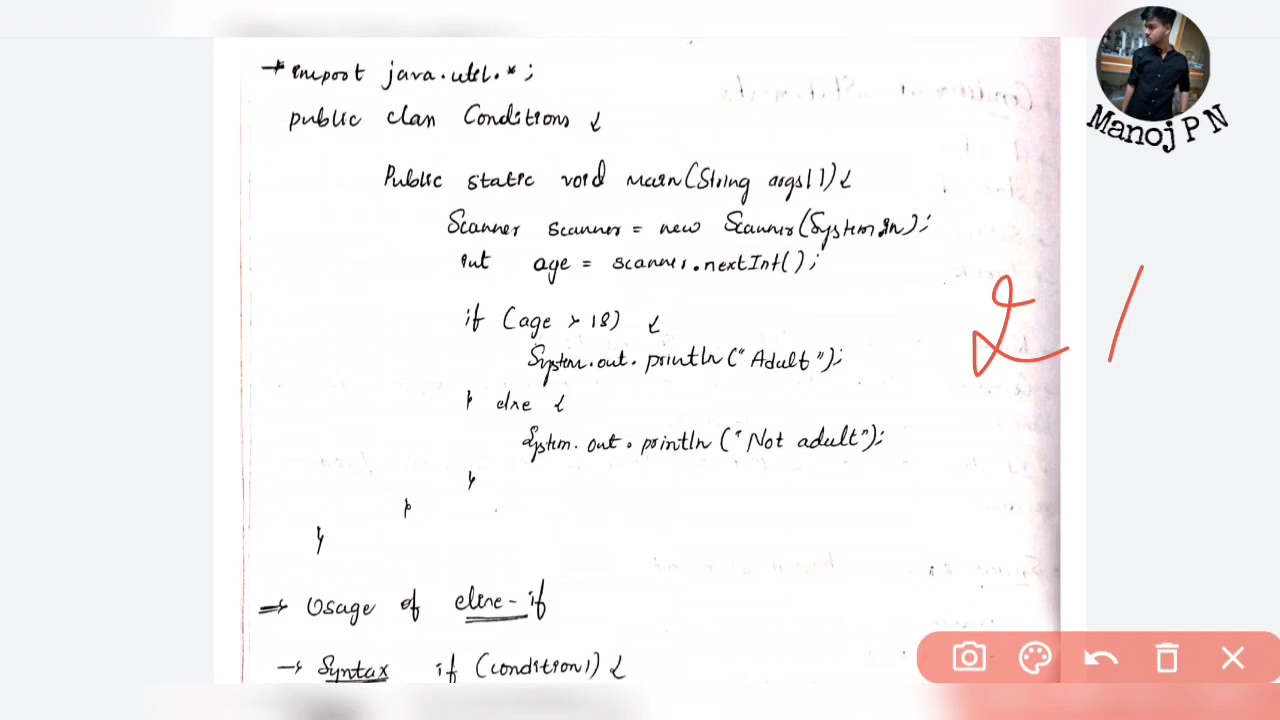 → import java.util.*;
public class Conditions {
Public static void main(String args[]){
Scanner scanner = new Scanner(System.in);
int age = scanner.nextInt();
if (age > 18) {
System.out.println("Adult");
} else {
System.out.println("Not adult");
}
}
}
⇒ Usage of else-if
→ Syntax if (condition1) {
21
Manoj P N